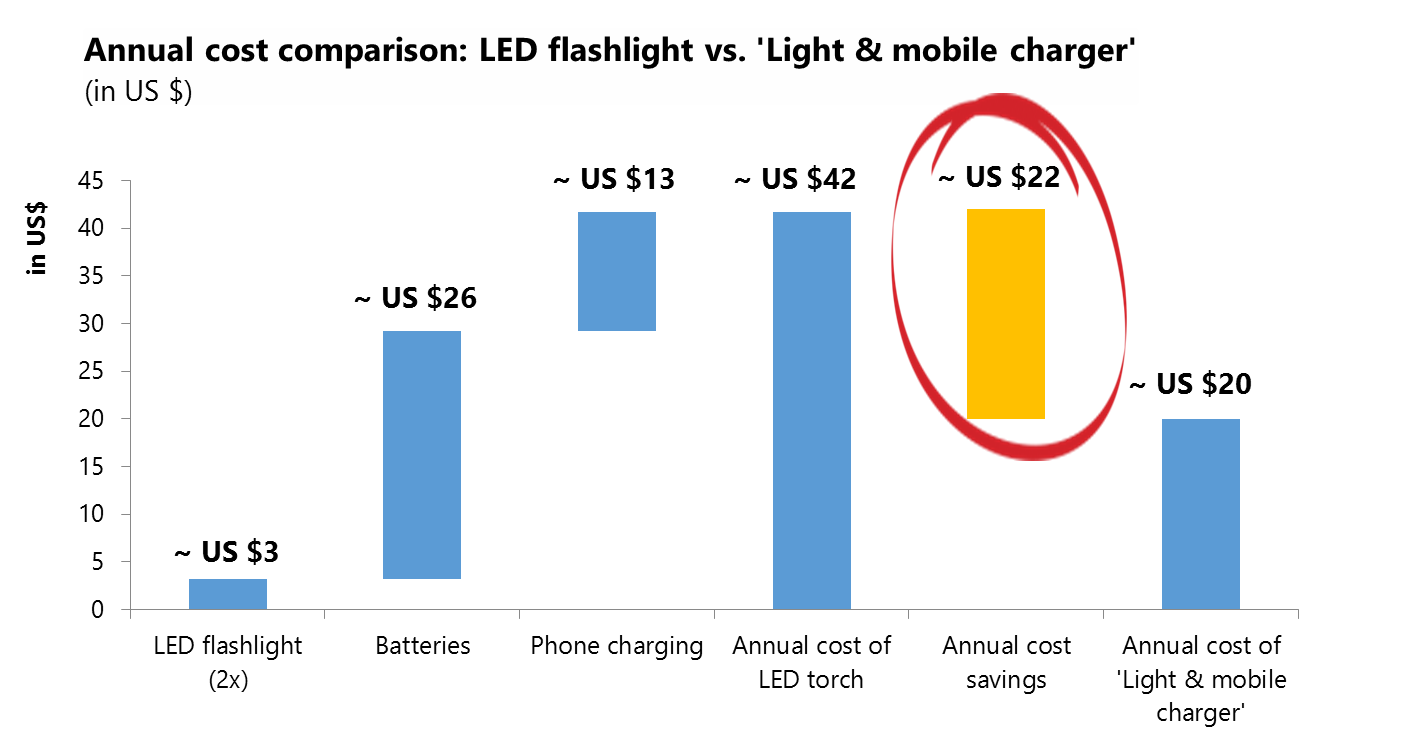 Annual cost comparison: LED flashlight vs. 'Light & mobile charger'
(in US $)
in US$
45
40
35
30
25
20
15
10
5
0
~ US $3
~ US $26
~ US $13
~ US $42
~ US $22
~ US $20
LED flashlight
(2x)
Batteries
Phone charging
Annual cost of
LED torch
Annual cost
savings
Annual cost of
'Light & mobile
charger'